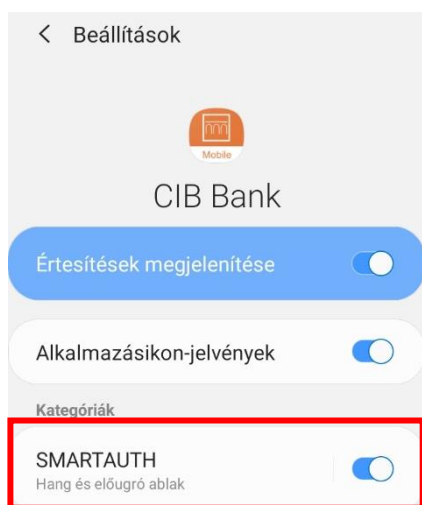 Beállítások
Mobile
CIB Bank
Értesítések megjelenítése
Alkalmazásikon-jelvények
Kategóriák
SMARTAUTH
Hang és előugró ablak